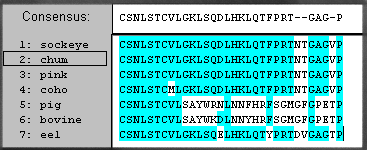 Consensus: CSNLSTCVLGKLSQDLHKLQTFPRT--GAG-P
1: sockeye CSNLSTCVLGKLSQDLHKLQTFPRTNTGAGVP
2: chum CSNLSTCVLGKLSQDLHKLQTFPRTNTGAGVP
3: pink CSNLSTCVLGKLSQDLHKLQTFPRTNTGAGVP
4: coho CSNLSTCMLGKLSQDLHKLQTFPRTNTGAGVP
5: pig CSNLSTCVLSAYWRNLNNFHRFSGMGFGPETP
6: bovine CSNLSTCVLSAYWKDLNNYHRFSGMGFGPETP
7: eel CSNLSTCVLGKLSQELHKLQTYPRTDVGAGTP